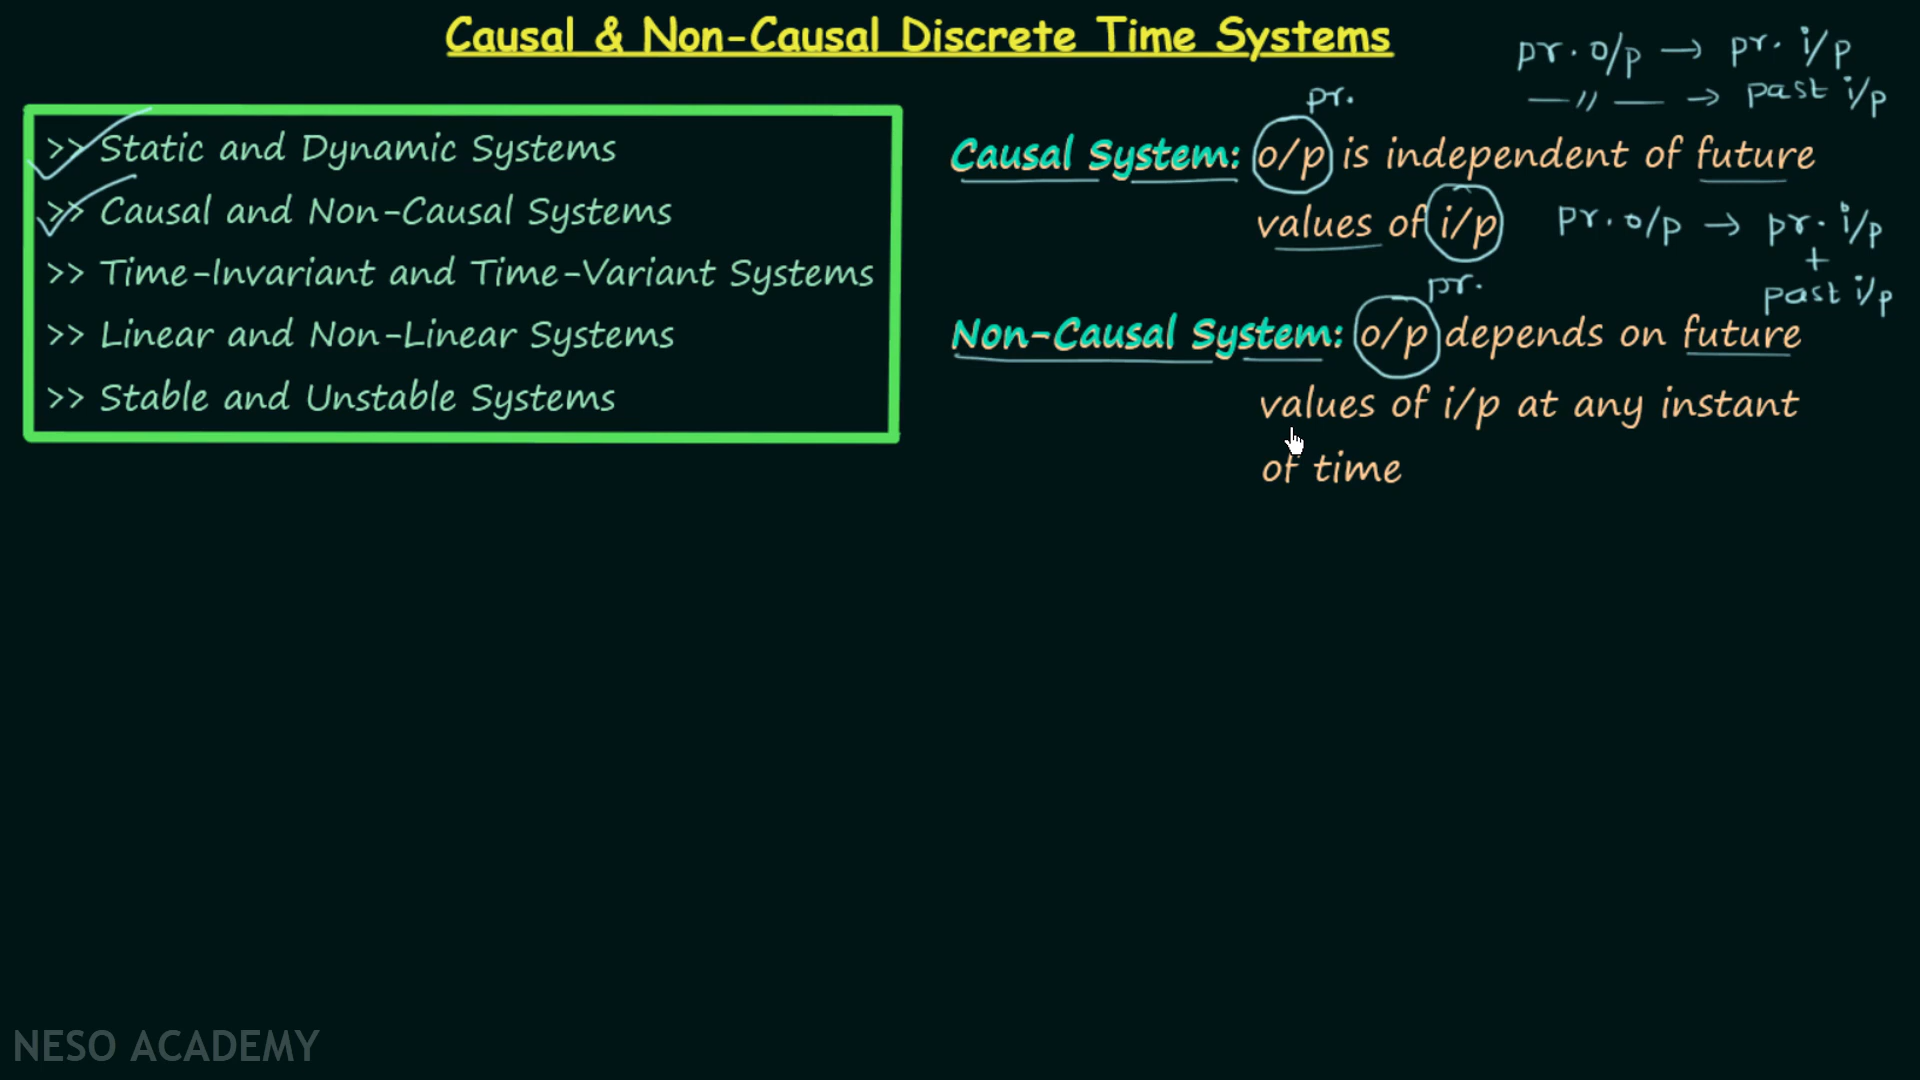 Causal & Non-Causal Discrete Time Systems
>> Static and Dynamic Systems
>> Causal and Non-Causal Systems
>> Time-Invariant and Time-Variant Systems
>> Linear and Non-Linear Systems
>> Stable and Unstable Systems
pr. o/p → pr. i/p
—〃— → past i/p
pr.
Causal System: o/p is independent of future
values of i/p
pr. o/p → pr. i/p
+
past i/p
pr.
Non-Causal System: o/p depends on future
values of i/p at any instant
of time
NESO ACADEMY